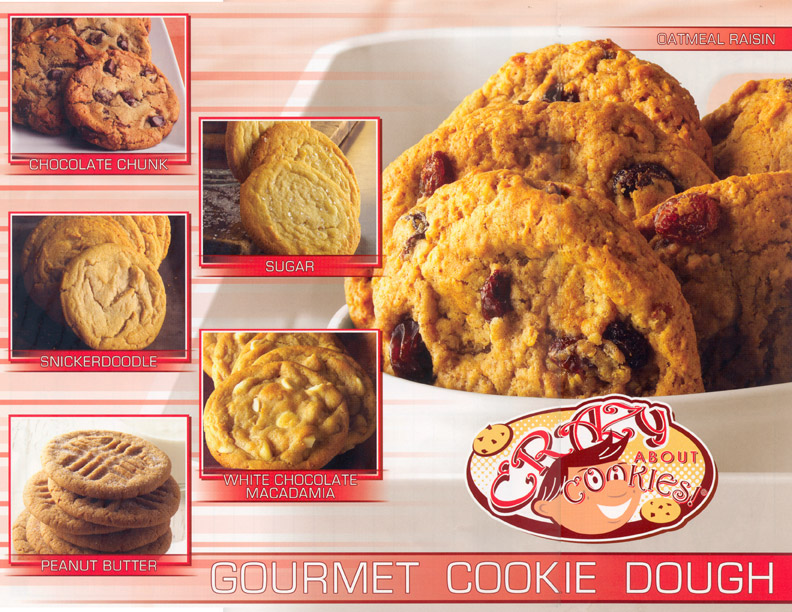 OATMEAL RAISIN
CHOCOLATE CHUNK
SUGAR
SNICKERDOODLE
WHITE CHOCOLATE
MACADAMIA
PEANUT BUTTER
CRAZY
ABOUT
COOKIES!®
GOURMET COOKIE DOUGH